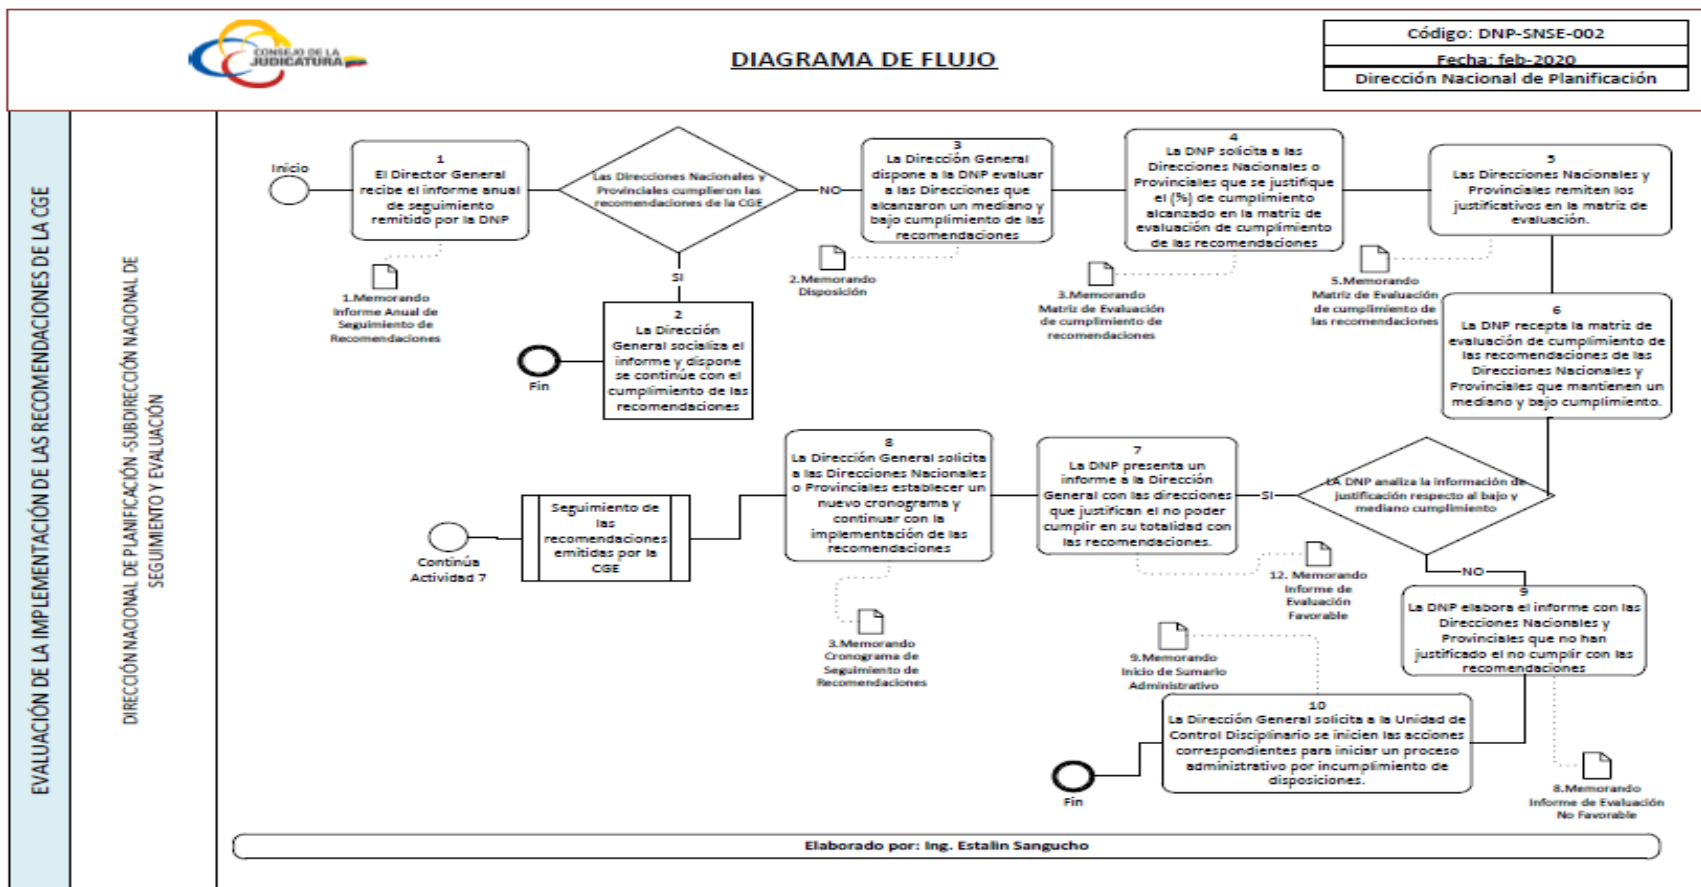 CONSEJO DE LA
JUDICATURA
DIAGRAMA DE FLUJO
Código: DNP-SNSE-002
Fecha: feb-2020
Dirección Nacional de Planificación
EVALUACIÓN DE LA IMPLEMENTACIÓN DE LAS RECOMENDACIONES DE LA CGE
DIRECCIÓN NACIONAL DE PLANIFICACIÓN -SUBDIRECCIÓN NACIONAL DE
SEGUIMIENTO Y EVALUACIÓN
Inicio
1
El Director General
recibe el informe anual
de seguimiento
remitido por la DNP
1.Memorando
Informe Anual de
Seguimiento de
Recomendaciones
Las Direcciones Nacionales y
Provinciales cumplieron las
recomendaciones de la CGE
NO
SI
2
La Dirección
General socializa el
informe y dispone
se continúe con el
cumplimiento de las
recomendaciones
Fin
3
La Dirección General
dispone a la DNP evaluar
a las Direcciones que
alcanzaron un mediano y
bajo cumplimiento de las
recomendaciones
2.Memorando
Disposición
4
La DNP solicita a las
Direcciones Nacionales o
Provinciales que se justifique
el (%) de cumplimiento
alcanzado en la matriz de
evaluación de cumplimiento
de las recomendaciones
3.Memorando
Matriz de Evaluación
de cumplimiento de
recomendaciones
5
Las Direcciones Nacionales y
Provinciales remiten los
justificativos en la matriz de
evaluación.
5.Memorando
Matriz de Evaluación
de cumplimiento de
las recomendaciones
6
La DNP recepta la matriz de
evaluación de cumplimiento de
las recomendaciones de las
Direcciones Nacionales y
Provinciales que mantienen un
mediano y bajo cumplimiento.
LA DNP analiza la información de
justificación respecto al bajo y
mediano cumplimiento
SI
NO
7
La DNP presenta un
informe a la Dirección
General con las direcciones
que justifican el no poder
cumplir en su totalidad con
las recomendaciones.
12. Memorando
Informe de
Evaluación
Favorable
8
La Dirección General solicita
a las Direcciones Nacionales
o Provinciales establecer un
nuevo cronograma y
continuar con la
implementación de las
recomendaciones
3.Memorando
Cronograma de
Seguimiento de
Recomendaciones
Seguimiento de
las
recomendaciones
emitidas por la
CGE
Continúa
Actividad 7
9
La DNP elabora el informe con las
Direcciones Nacionales y
Provinciales que no han
justificado el no cumplir con las
recomendaciones
8.Memorando
Informe de Evaluación
No Favorable
9.Memorando
Inicio de Sumario
Administrativo
10
La Dirección General solicita a la Unidad de
Control Disciplinario se inicien las acciones
correspondientes para iniciar un proceso
administrativo por incumplimiento de
disposiciones.
Fin
Elaborado por: Ing. Estalin Sangucho